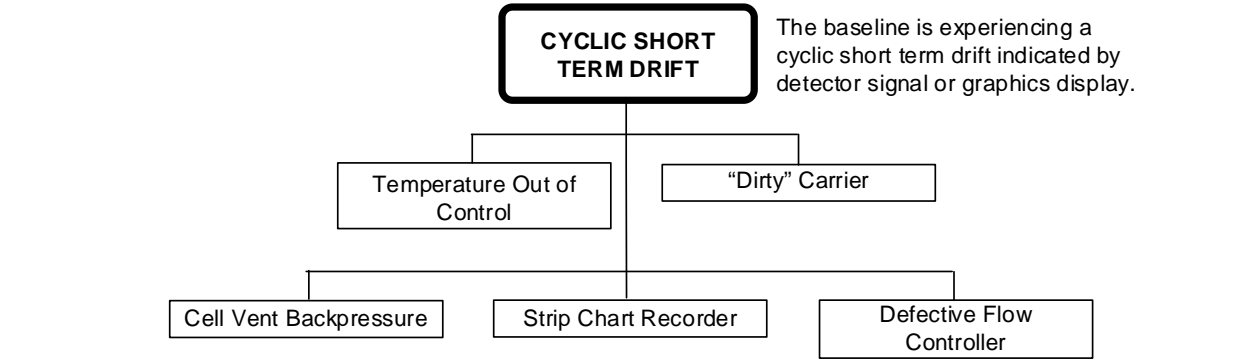 CYCLIC SHORT
TERM DRIFT
The baseline is experiencing a
cyclic short term drift indicated by
detector signal or graphics display.
Temperature Out of
Control
“Dirty” Carrier
Cell Vent Backpressure
Strip Chart Recorder
Defective Flow
Controller